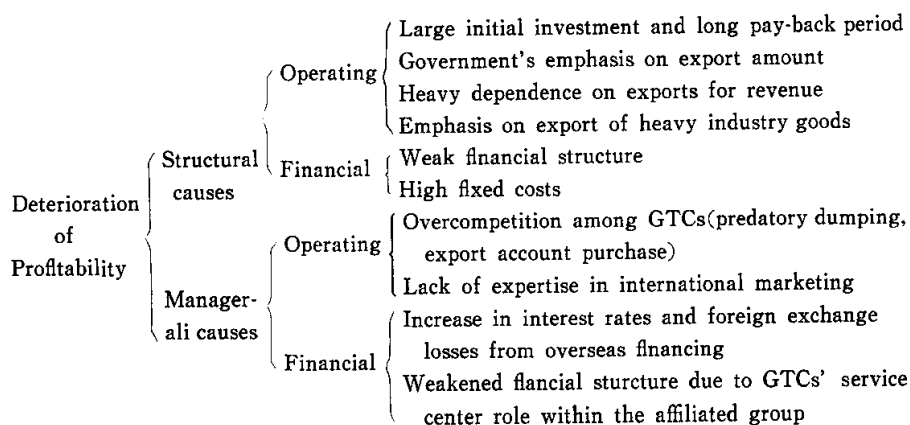 Large initial investment and long pay-back period
Operating
Government's emphasis on export amount
Heavy dependence on exports for revenue
Emphasis on export of heavy industry goods
Structural
causes
Financial
Weak financial structure
High fixed costs
Deterioration
of
Profitability
Operating
Overcompetition among GTCs(predatory dumping,
export account purchase)
Lack of expertise in international marketing
Manager-
ali causes
Financial
Increase in interest rates and foreign exchange
losses from overseas financing
Weakened flancial sturcture due to GTCs' service
center role within the affiliated group